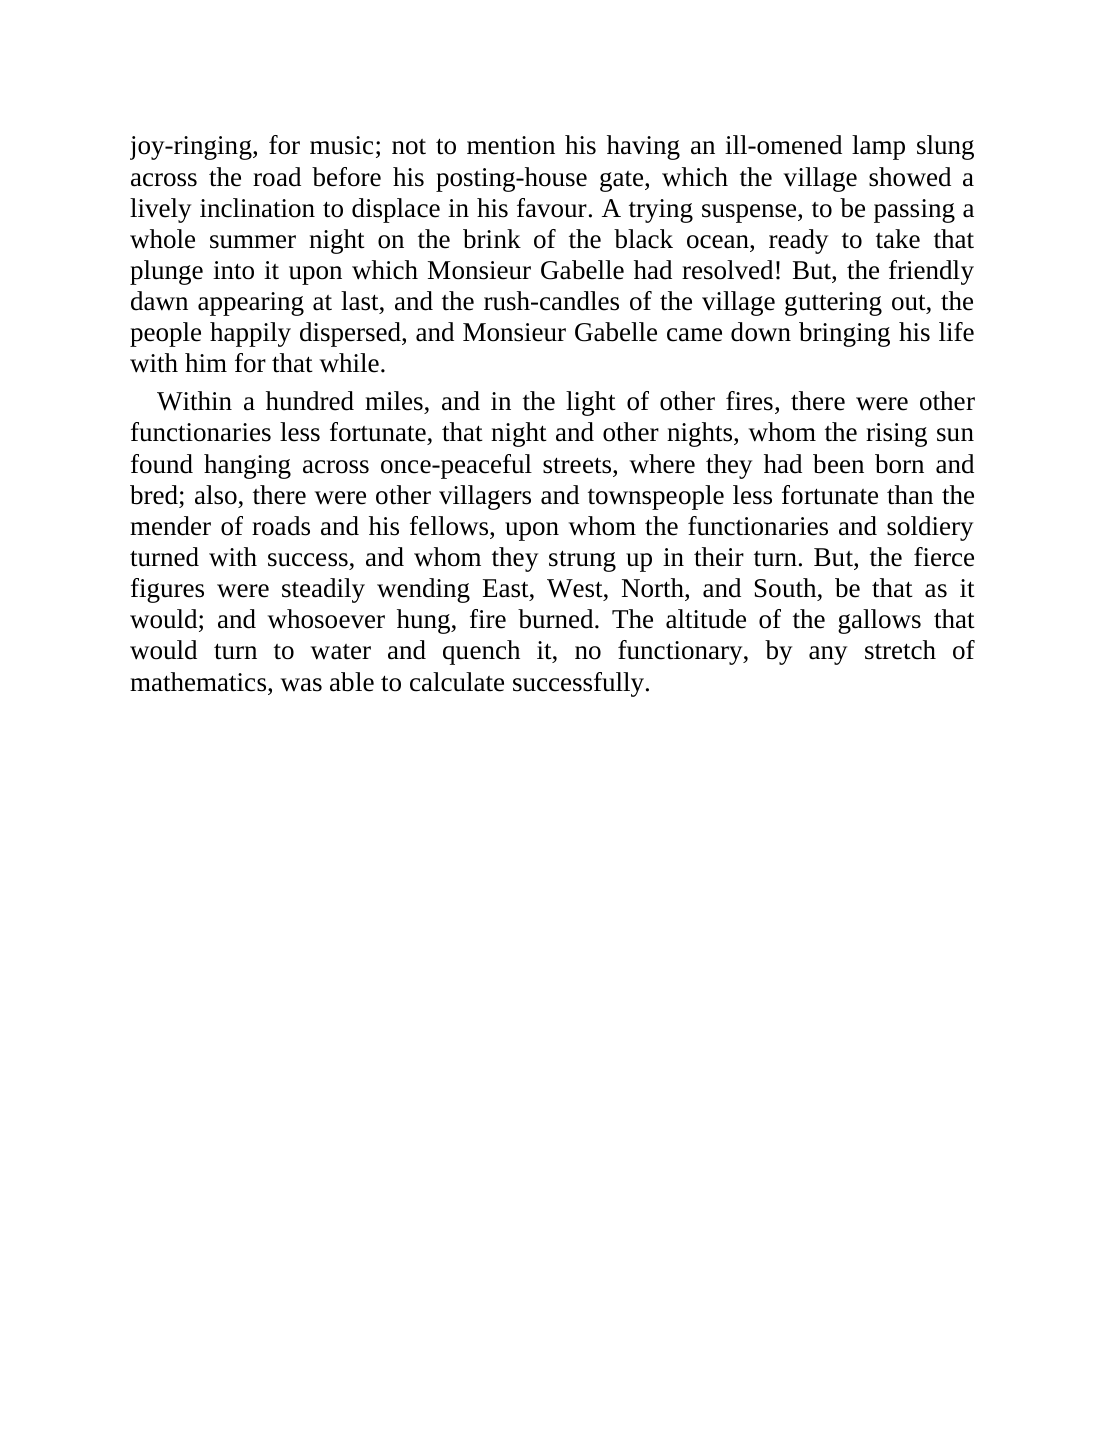 joy-ringing, for music; not to mention his having an ill-omened lamp slung
across the road before his posting-house gate, which the village showed a
lively inclination to displace in his favour. A trying suspense, to be passing a
whole summer night on the brink of the black ocean, ready to take that
plunge into it upon which Monsieur Gabelle had resolved! But, the friendly
dawn appearing at last, and the rush-candles of the village guttering out, the
people happily dispersed, and Monsieur Gabelle came down bringing his life
with him for that while.
Within a hundred miles, and in the light of other fires, there were other
functionaries less fortunate, that night and other nights, whom the rising sun
found hanging across once-peaceful streets, where they had been born and
bred; also, there were other villagers and townspeople less fortunate than the
mender of roads and his fellows, upon whom the functionaries and soldiery
turned with success, and whom they strung up in their turn. But, the fierce
figures were steadily wending East, West, North, and South, be that as it
would; and whosoever hung, fire burned. The altitude of the gallows that
would turn to water and quench it, no functionary, by any stretch of
mathematics, was able to calculate successfully.